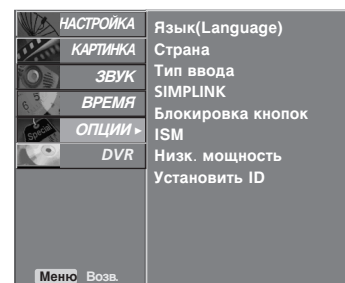 НАСТРОЙКА
КАРТИНКА
ЗВУК
ВРЕМЯ
ОПЦИИ ▸
DVR
Язык(Language)
Страна
Тип ввода
SIMPLINK
Блокировка кнопок
ISM
Низк. мощность
Установить ID
Меню Возв.